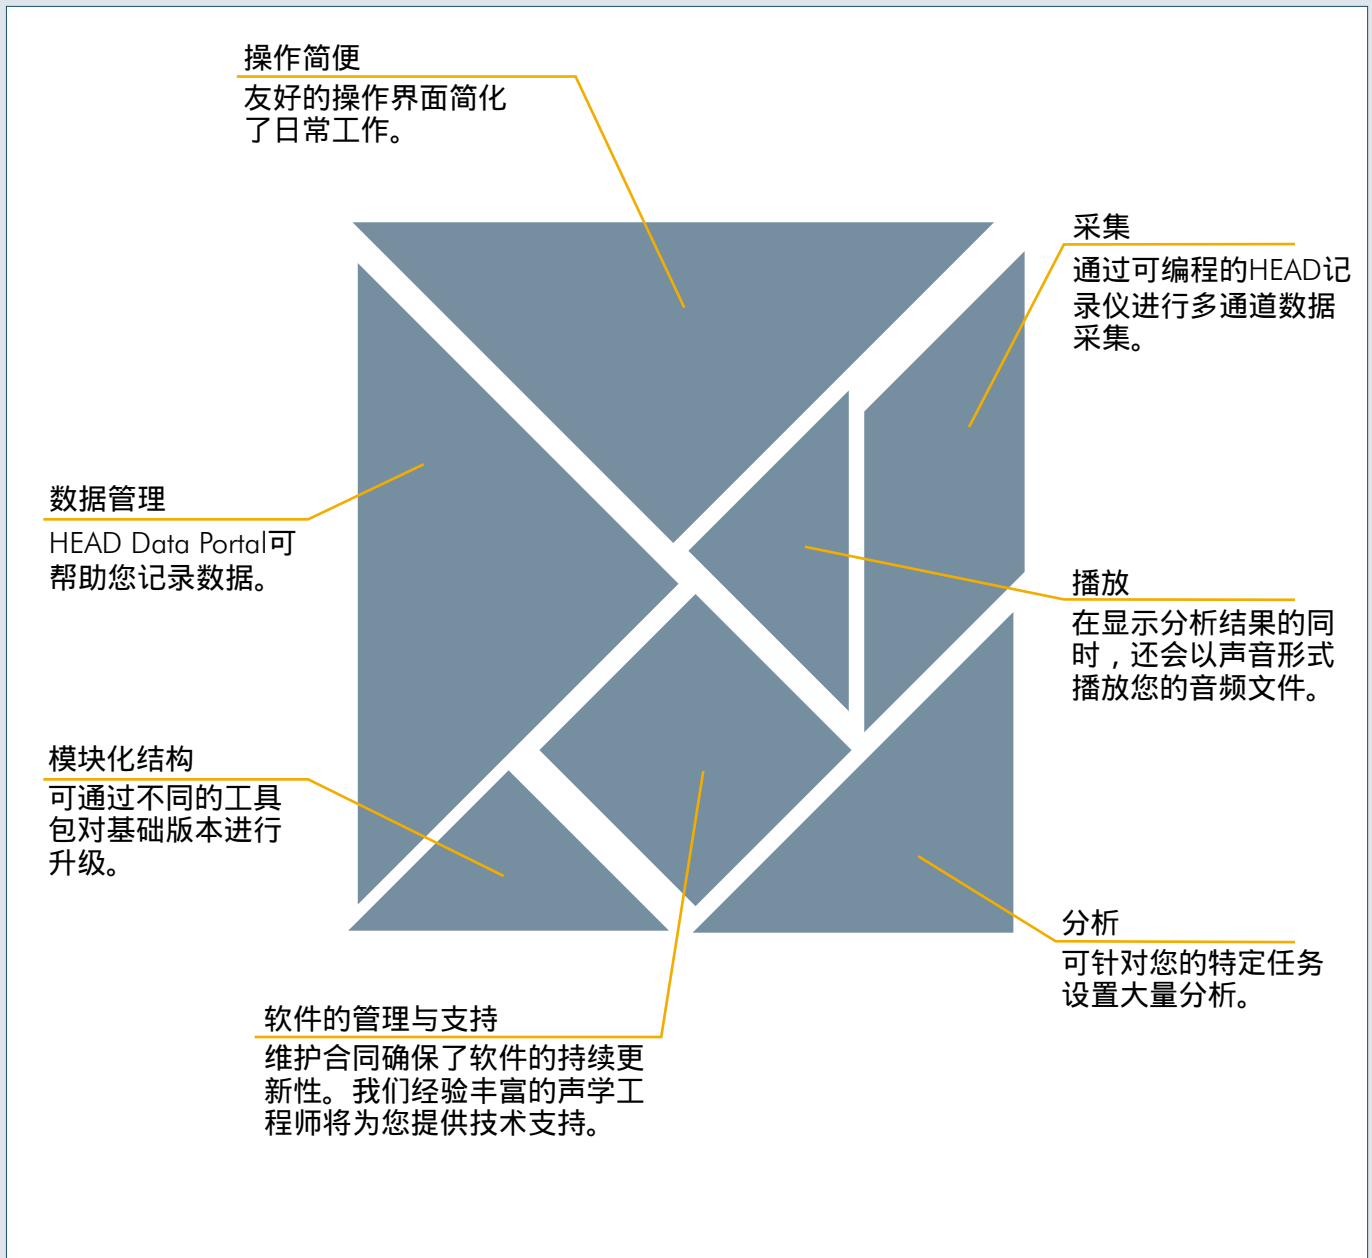 操作简便
友好的操作界面简化
了日常工作。
采集
通过可编程的HEAD记
录仪进行多通道数据
采集。
数据管理
HEAD Data Portal可
帮助您记录数据。
播放
在显示分析结果的同
时，还会以声音形式
播放您的音频文件。
模块化结构
可通过不同的工具
包对基础版本进行
升级。
分析
可针对您的特定任务
设置大量分析。
软件的管理与支持
维护合同确保了软件的持续更
新性。我们经验丰富的声学工
程师将为您提供技术支持。